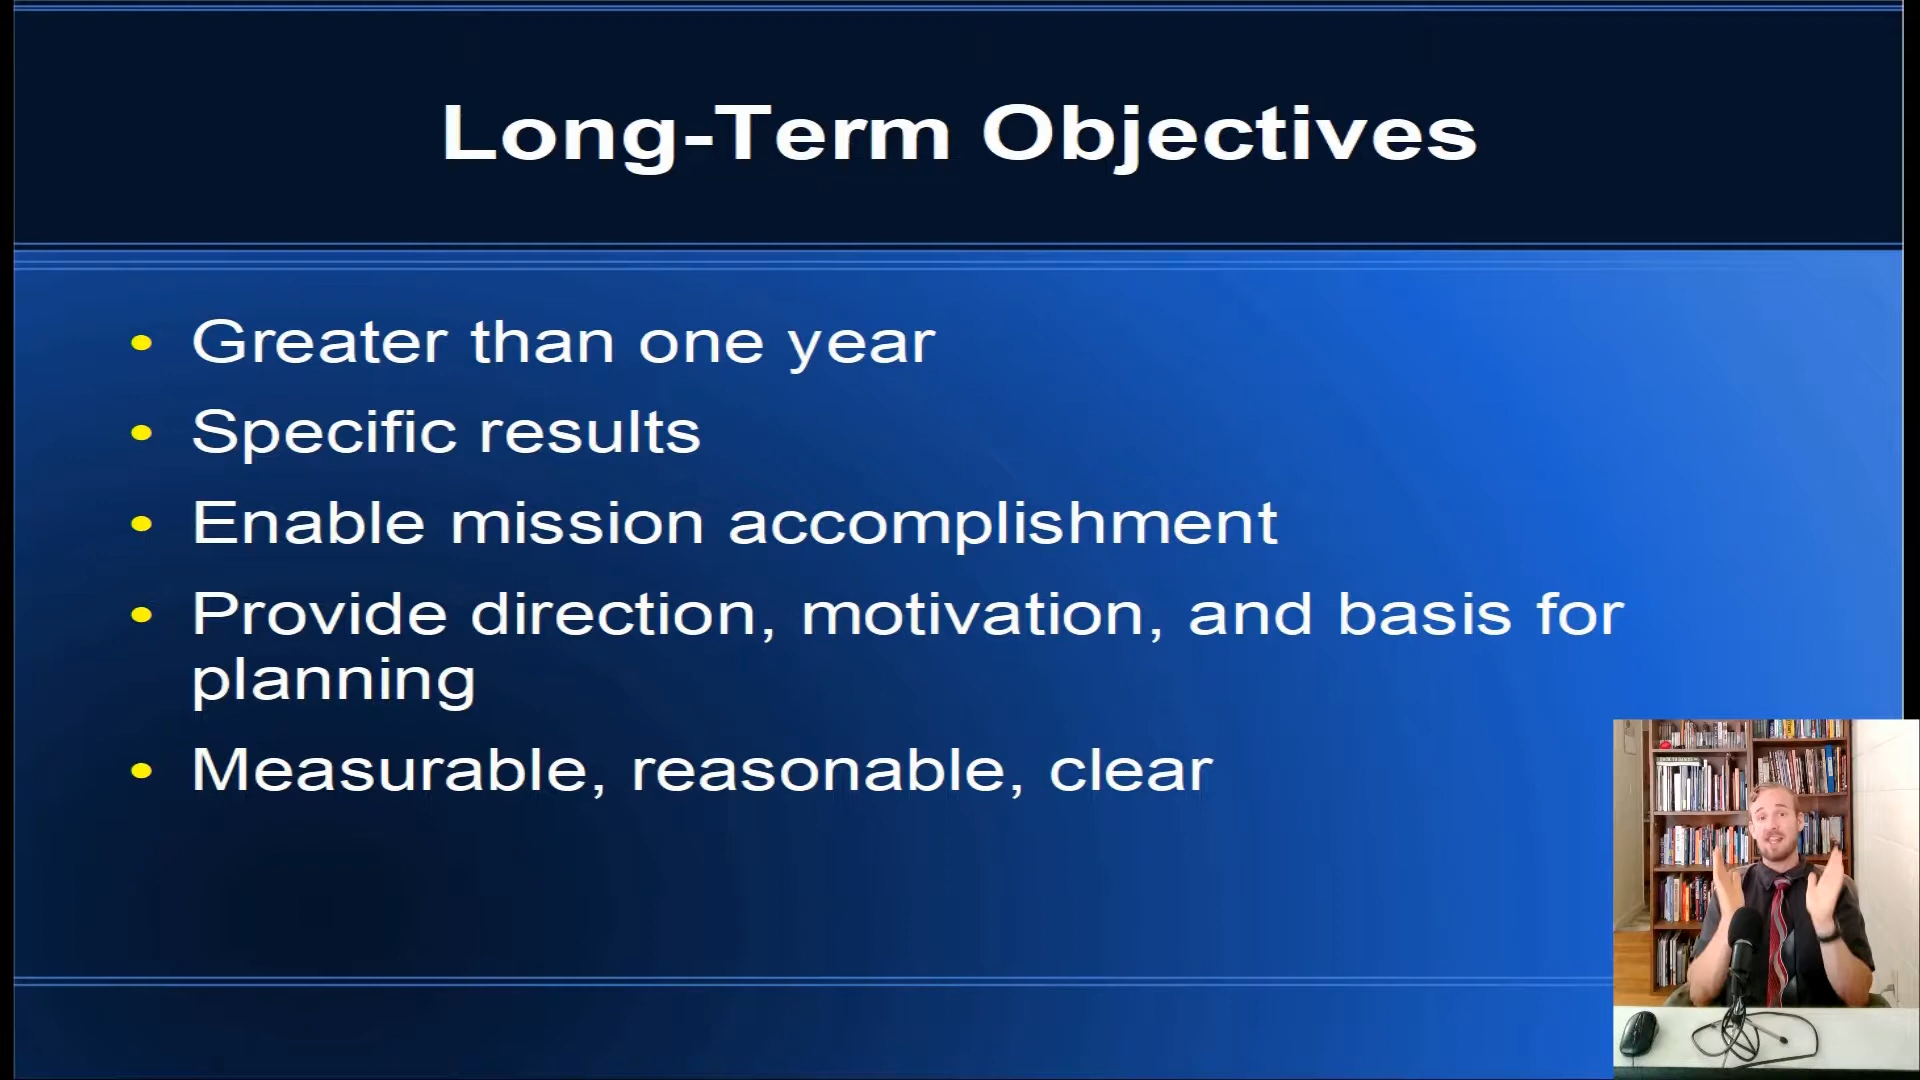 Long-Term Objectives
• Greater than one year
• Specific results
• Enable mission accomplishment
• Provide direction, motivation, and basis for
planning
• Measurable, reasonable, clear